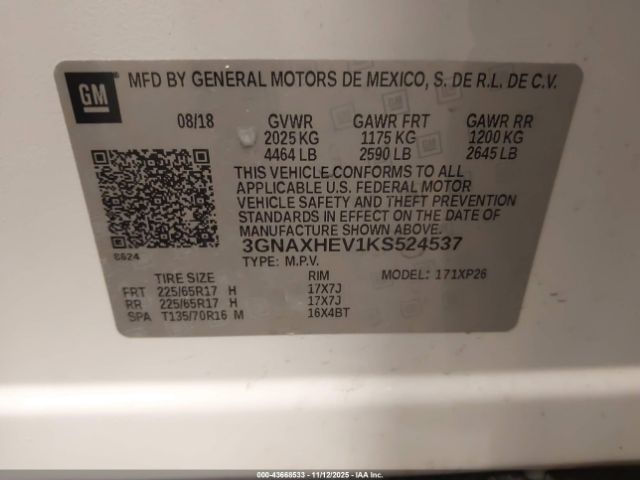 GM
MFD BY GENERAL MOTORS DE MEXICO, S. DE R.L. DE C.V.
08/18 GVWR GAWR FRT GAWR RR
2025 KG 1175 KG 1200 KG
4464 LB 2590 LB 2645 LB
THIS VEHICLE CONFORMS TO ALL
APPLICABLE U.S. FEDERAL MOTOR
VEHICLE SAFETY AND THEFT PREVENTION
STANDARDS IN EFFECT ON THE DATE OF
MANUFACTURE SHOWN ABOVE.
3GNAXHEV1KS524537
8624 TYPE: M.P.V.
TIRE SIZE RIM MODEL: 171XP26
FRT 225/65R17 H 17X7J
RR 225/65R17 H 17X7J
SPA T135/70R16 M 16X4BT
000-43668533 - 11/12/2025 - IAA Inc.